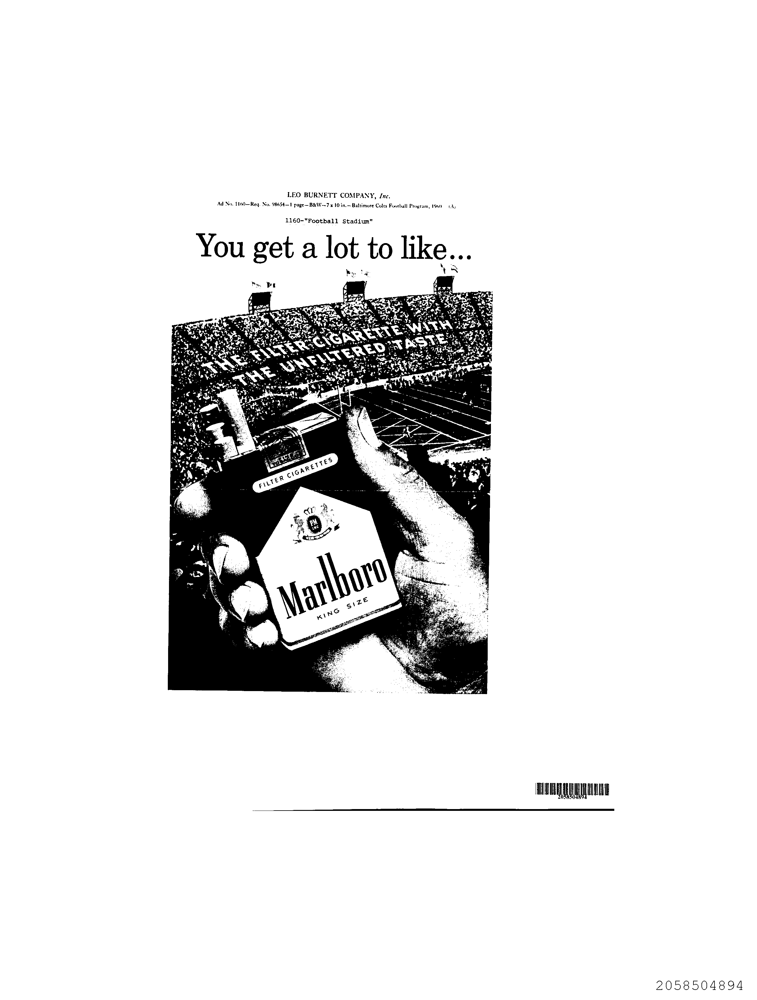 LEO BURNETT COMPANY, Inc.
Ad No. 1160—Req. No. 98654—1 page—B&W—7 x 10 in.—Baltimore Colts Football Program, 1960
1160-"Football Stadium"
You get a lot to like...
THE FILTER CIGARETTE WITH
THE UNFILTERED TASTE
FILTER CIGARETTES
PM
Marlboro
KING SIZE
2058504894
2058504894